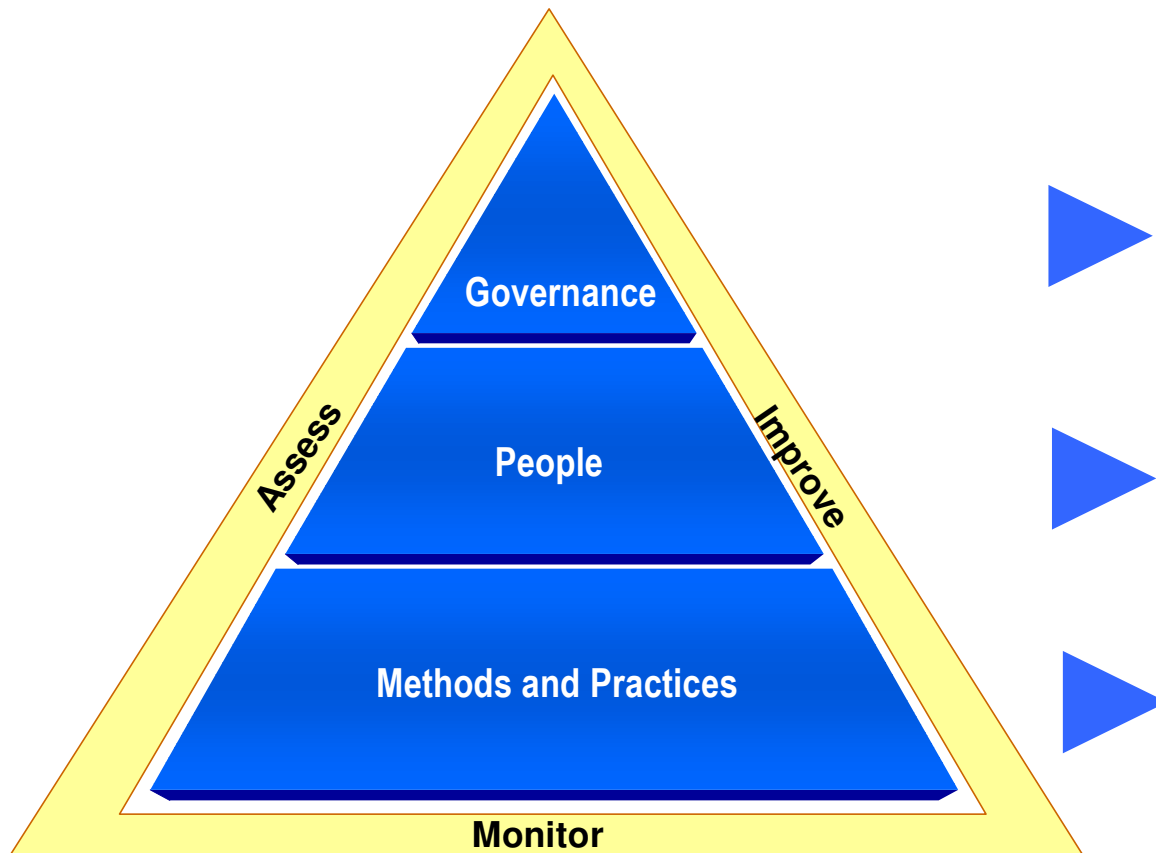 Governance
Assess
Improve
People
Methods and Practices
Monitor